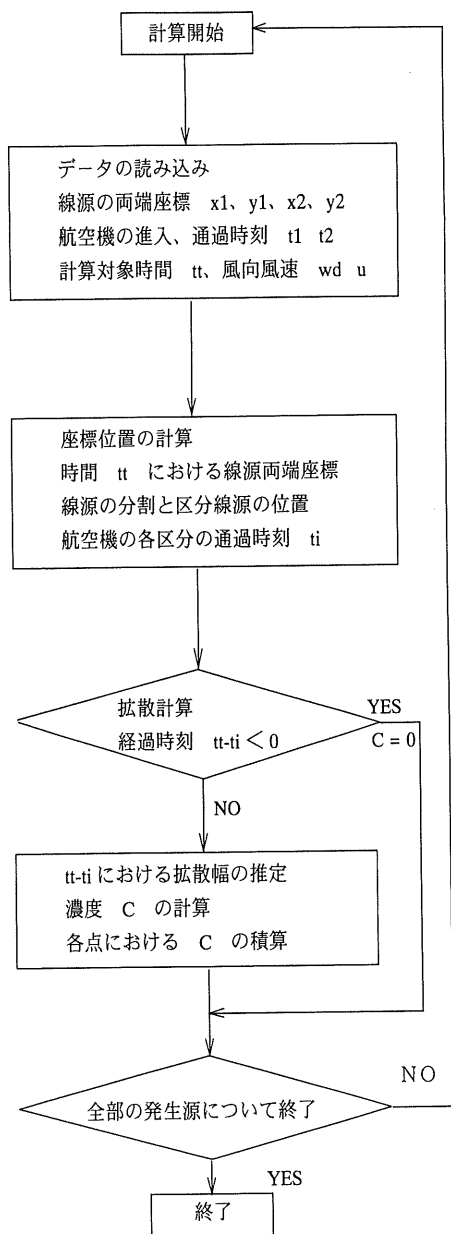 計算開始
データの読み込み
線源の両端座標 x1、y1、x2、y2
航空機の進入、通過時刻 t1 t2
計算対象時間 tt、風向風速 wd u
座標位置の計算
時間 tt における線源両端座標
線源の分割と区分線源の位置
航空機の各区分の通過時刻 ti
拡散計算
経過時刻 tt-ti＜0
YES
C = 0
NO
tt-ti における拡散幅の推定
濃度 C の計算
各点における C の積算
全部の発生源について終了
NO
YES
終了